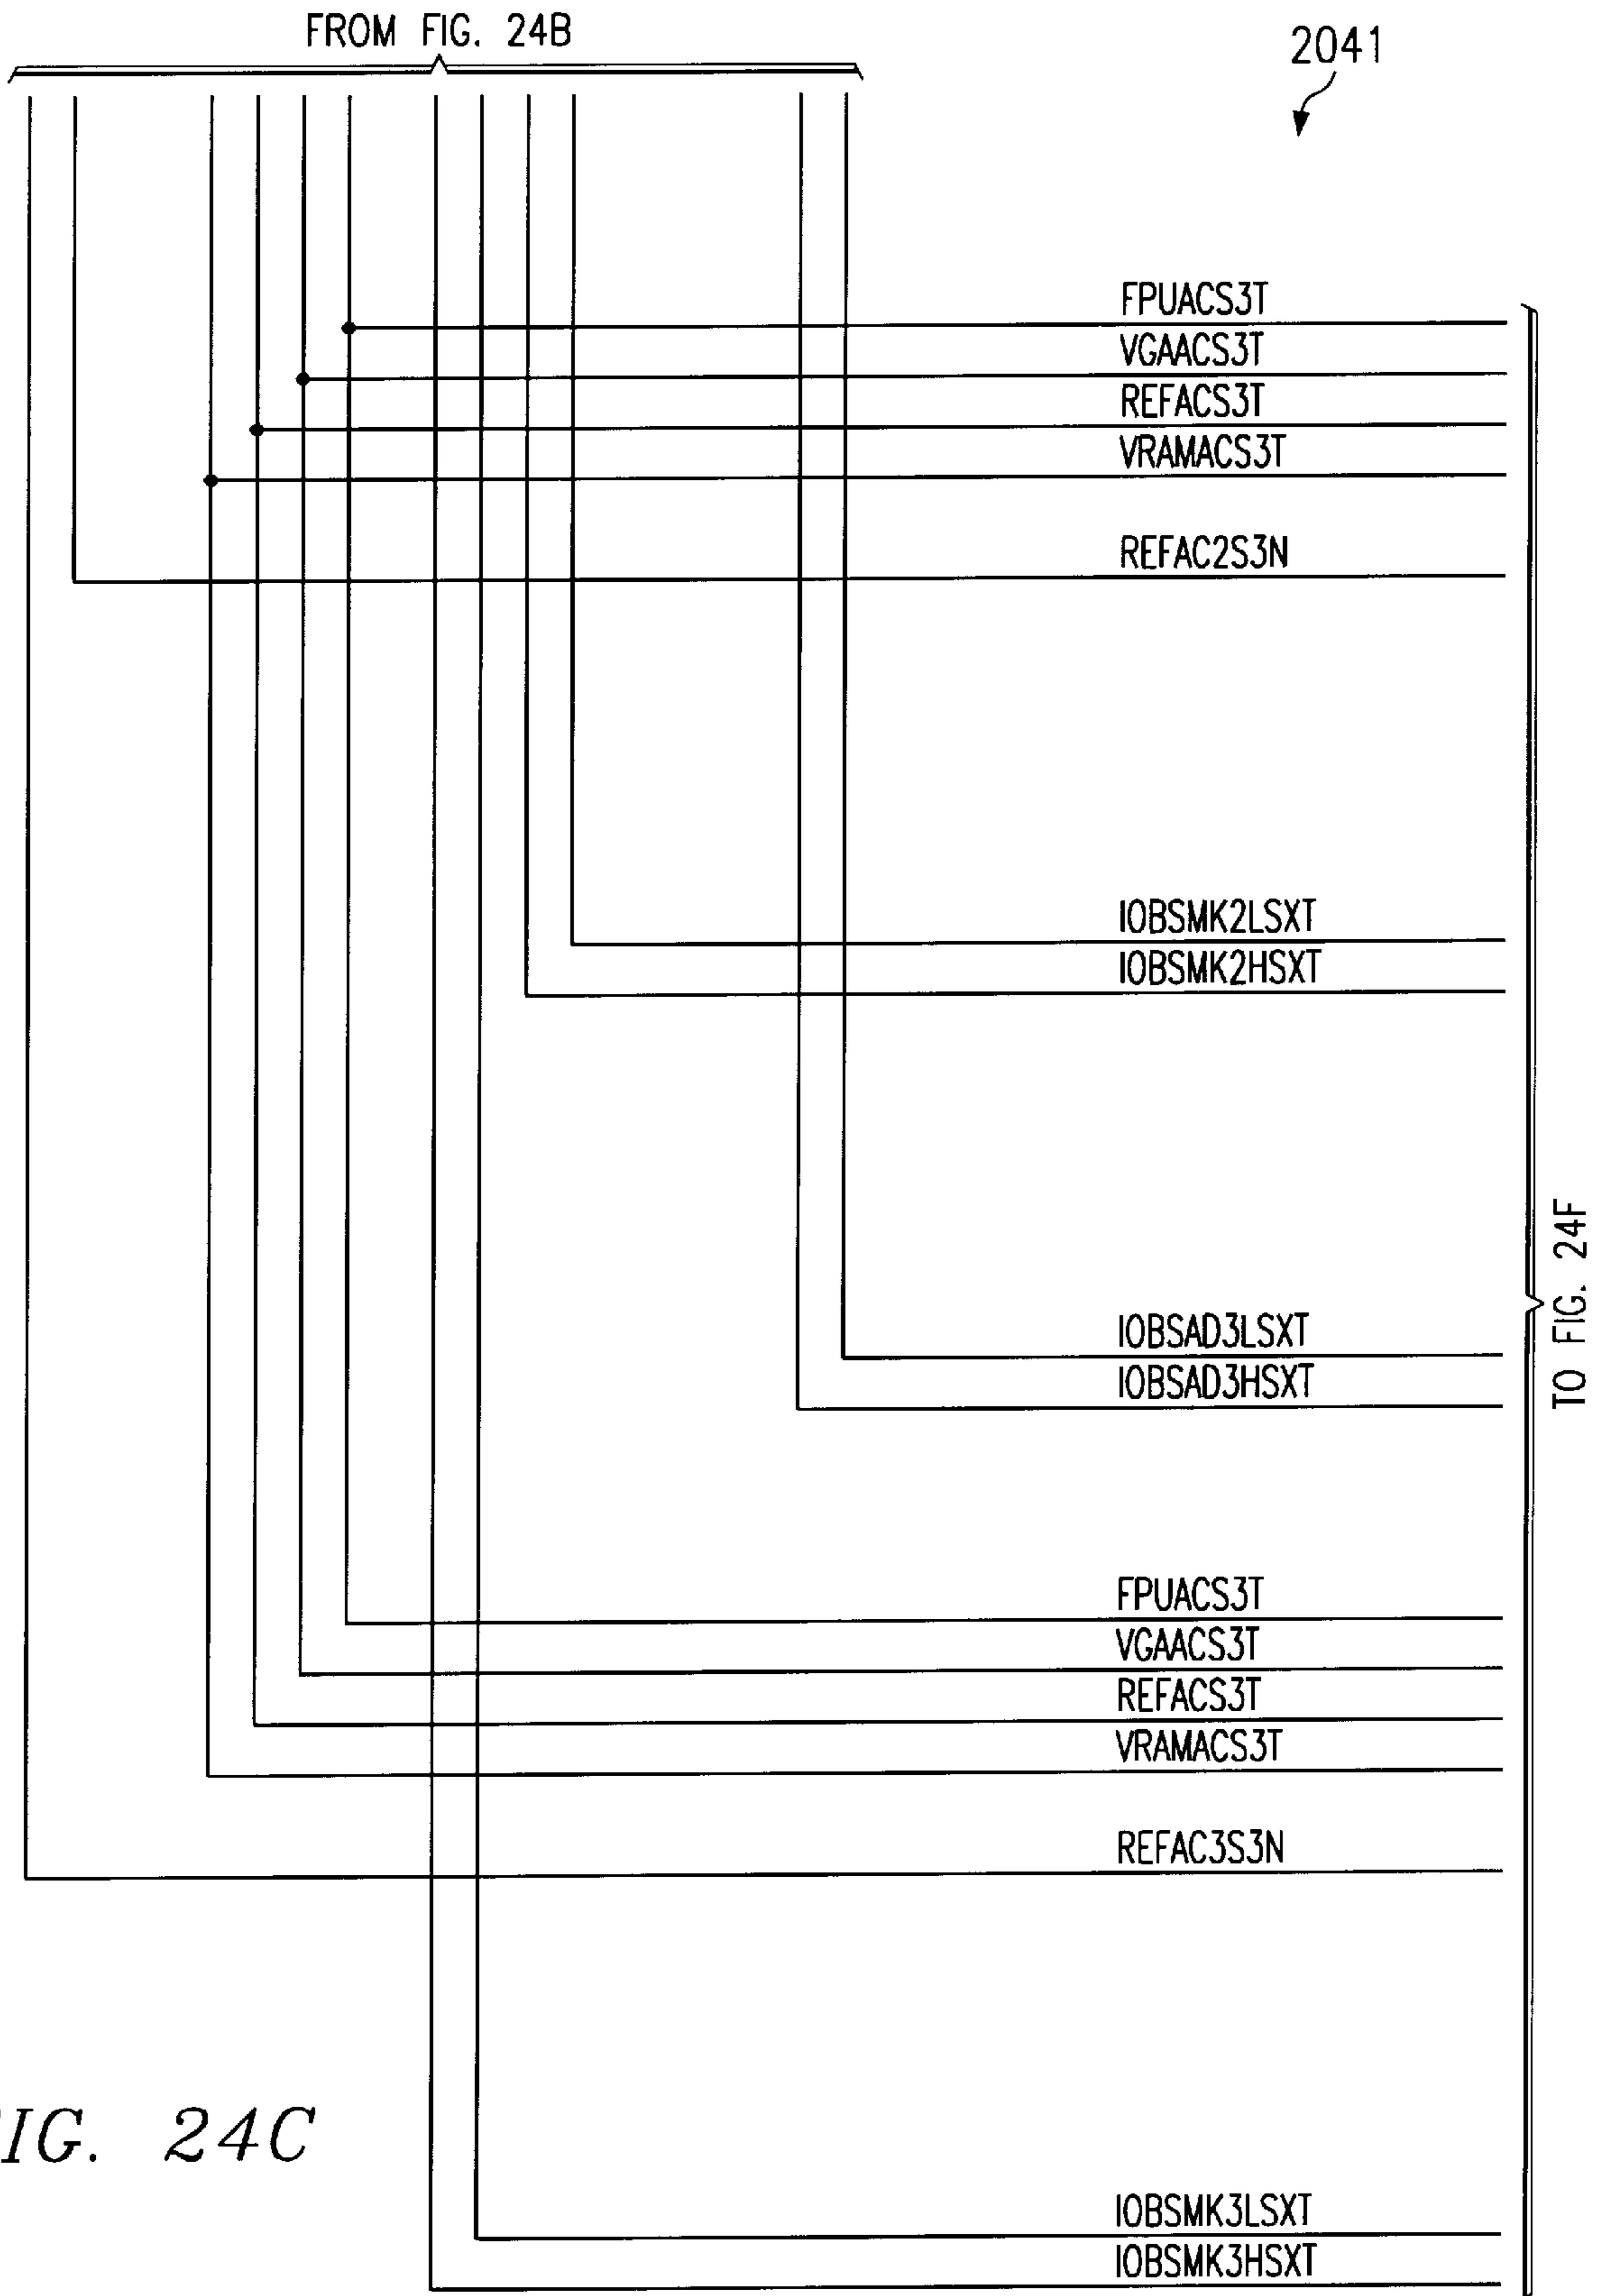 FROM FIG. 24B
2041
FPUACS3T
VGAACS3T
REFACS3T
VRAMACS3T
REFAC2S3N
IOBSMK2LSXT
IOBSMK2HSXT
IOBSAD3LSXT
IOBSAD3HSXT
TO FIG. 24F
FPUACS3T
VGAACS3T
REFACS3T
VRAMACS3T
REFAC3S3N
IG. 24C
IOBSMK3LSXT
IOBSMK3HSXT